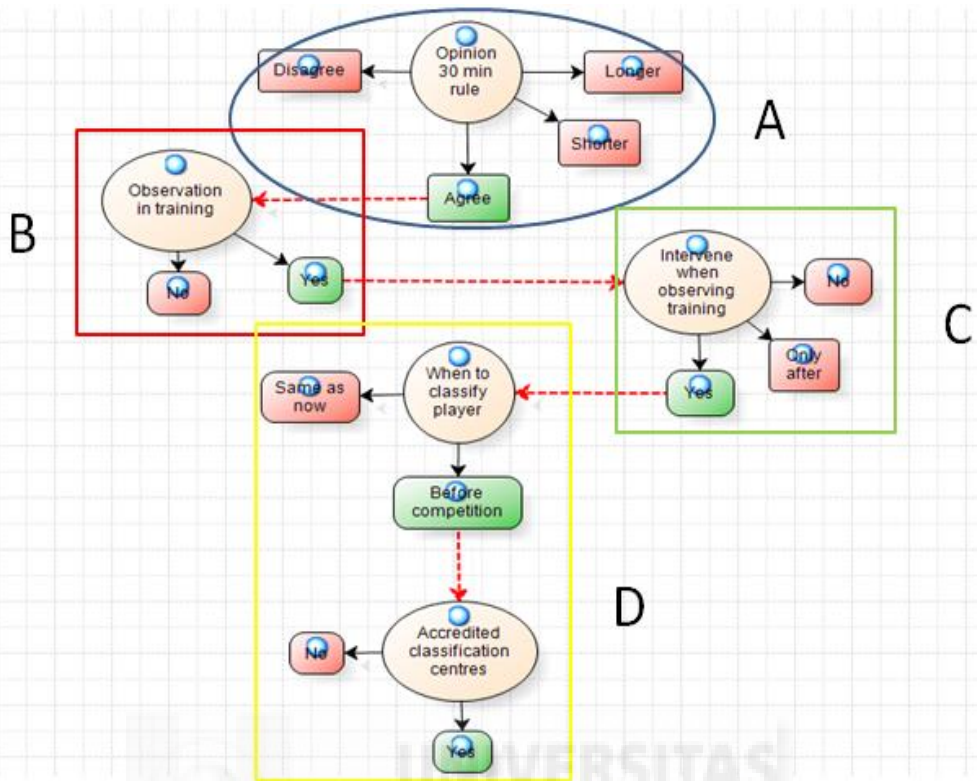 Opinion
30 min
rule
Disagree
Longer
Shorter
Agree
A
Observation
in training
No
Yes
B
Intervene
when
observing
training
No
Only
after
Yes
C
When to
classify
player
Same as
now
Before
competition
Accredited
classification
centres
No
Yes
D
UNIVERSITAS